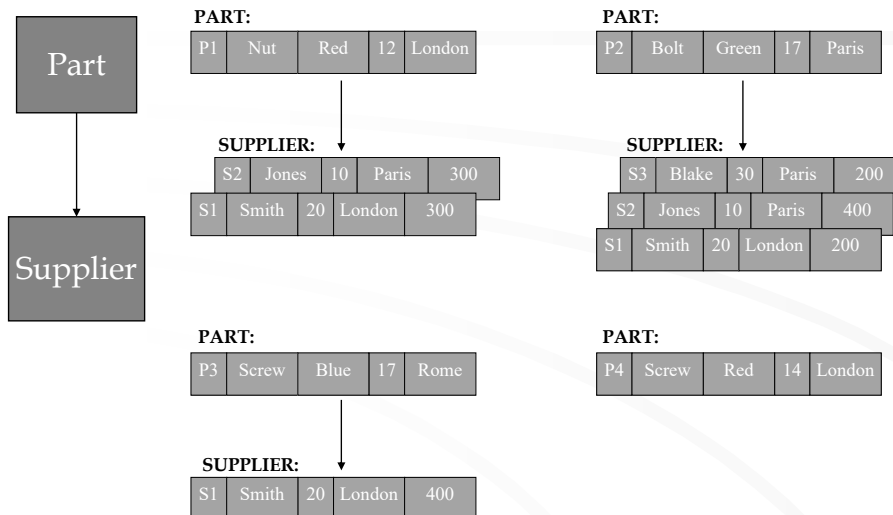 Part
Supplier
PART:
P1 Nut Red 12 London
SUPPLIER:
S2 Jones 10 Paris 300
S1 Smith 20 London 300
PART:
P2 Bolt Green 17 Paris
SUPPLIER:
S3 Blake 30 Paris 200
S2 Jones 10 Paris 400
S1 Smith 20 London 200
PART:
P3 Screw Blue 17 Rome
SUPPLIER:
S1 Smith 20 London 400
PART:
P4 Screw Red 14 London